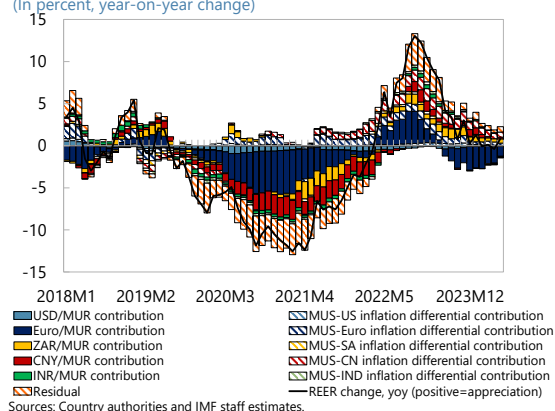 (In percent, year-on-year change)
15
10
5
0
-5
-10
-15
2018M1 2019M2 2020M3 2021M4 2022M5 2023M12
USD/MUR contribution
Euro/MUR contribution
ZAR/MUR contribution
CNY/MUR contribution
INR/MUR contribution
Residual
MUS-US inflation differential contribution
MUS-Euro inflation differential contribution
MUS-SA inflation differential contribution
MUS-CN inflation differential contribution
MUS-IND inflation differential contribution
REER change, yoy (positive=appreciation)
Sources: Country authorities and IMF staff estimates.